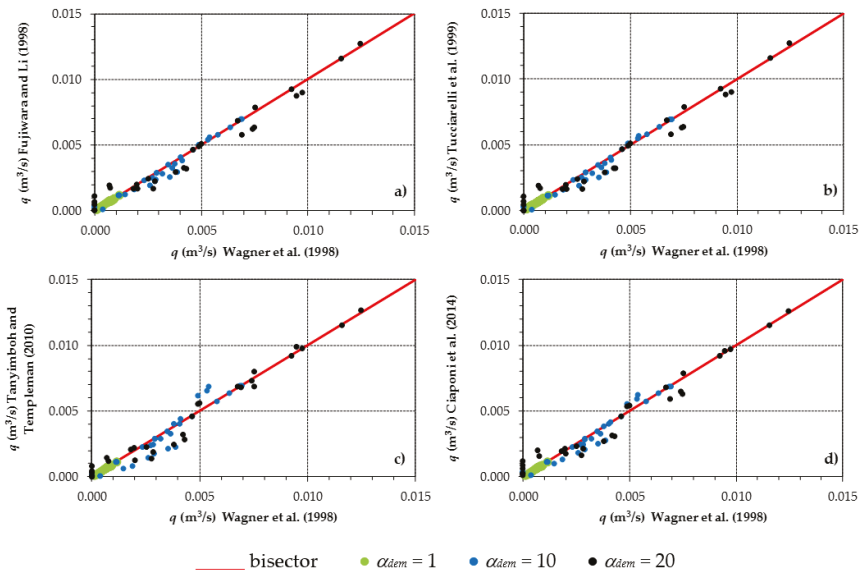 0.015
0.010
0.005
0.000
q (m³/s) Fujiwara and Li (1998)
a)
0.000 0.005 0.010 0.015
q (m³/s) Wagner et al. (1998)
0.015
0.010
0.005
0.000
q (m³/s) Tucciarelli et al. (1999)
b)
0.000 0.005 0.010 0.015
q (m³/s) Wagner et al. (1998)
0.015
0.010
0.005
0.000
q (m³/s) Tanyimboh and
Templeman (2010)
c)
0.000 0.005 0.010 0.015
q (m³/s) Wagner et al. (1998)
0.015
0.010
0.005
0.000
q (m³/s) Ciaponi et al. (2014)
d)
0.000 0.005 0.010 0.015
q (m³/s) Wagner et al. (1998)
bisector αdem = 1 αdem = 10 αdem = 20